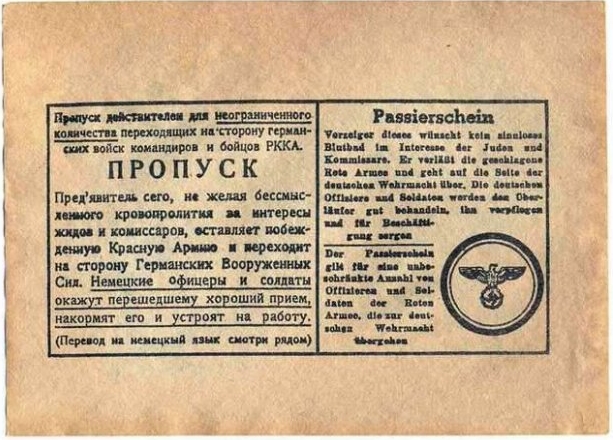 Пропуск действителен для неограниченного
количества переходящих на сторону герман-
ских войск командиров и бойцов РККА.
ПРОПУСК
Пред'явитель сего, не желая бессмыс-
ленного кровопролития за интересы
жидов и комиссаров, оставляет побеж-
денную Красную Армию и переходит
на сторону Германских Вооруженных
Сил. Немецкие офицеры и солдаты
окажут перешедшему хороший прием,
накормят его и устроят на работу.
(Перевод на немецкий язык смотри рядом)
Passierschein
Vorzeiger dieses wünscht kein sinnloses
Blutbad im Interesse der Juden und
Kommissare. Er verläßt die geschlagene
Rote Armee und geht auf die Seite der
deutschen Wehrmacht über. Die deutschen
Offiziere und Soldaten werden den Über-
läufer gut behandeln, ihn verpflegen
und für Beschäfti-
gung sorgen
Der Passierschein
gilt für eine unbe-
schränkte Anzahl von
Offizieren und Sol-
daten der Roten
Armee, die zur deut-
schen Wehrmacht
übergehen